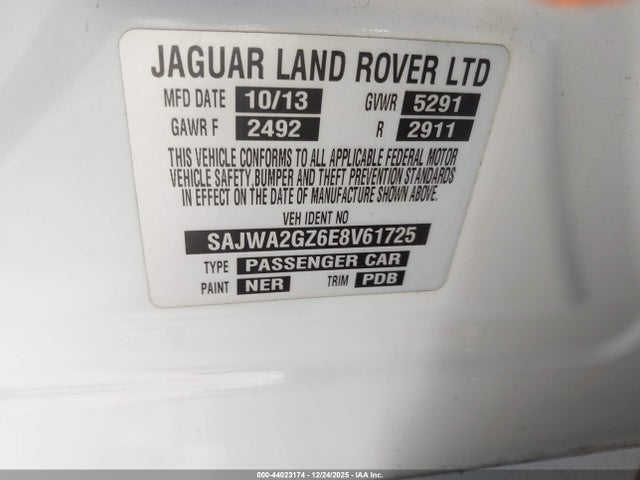 JAGUAR LAND ROVER LTD
MFD DATE 10/13 GVWR 5291
GAWR F 2492 R 2911
THIS VEHICLE CONFORMS TO ALL APPLICABLE FEDERAL MOTOR
VEHICLE SAFETY,BUMPER AND THEFT PREVENTION STANDARDS
IN EFFECT ON THE DATE OF MANUFACTURE SHOWN ABOVE.
VEH IDENT NO
SAJWA2GZ6E8V61725
TYPE PASSENGER CAR
PAINT NER TRIM PDB
000-44023174 - 12/24/2025 - IAA Inc.